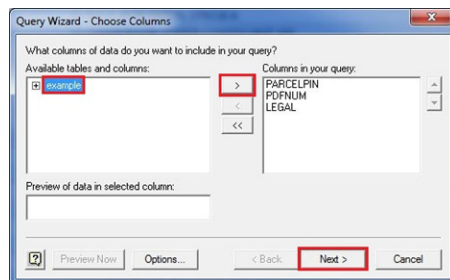 Query Wizard - Choose Columns
What columns of data do you want to include in your query?
Available tables and columns:
Columns in your query:
example
>
<
<<
PARCELPIN
PDFNUM
LEGAL
Preview of data in selected column:
Preview Now
Options...
< Back
Next >
Cancel